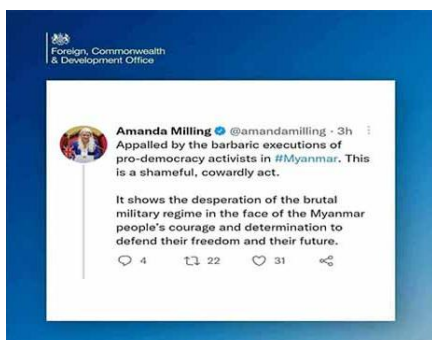 Foreign, Commonwealth
& Development Office
Amanda Milling @amandamilling · 3h
Appalled by the barbaric executions of
pro-democracy activists in #Myanmar. This
is a shameful, cowardly act.
It shows the desperation of the brutal
military regime in the face of the Myanmar
people's courage and determination to
defend their freedom and their future.
4 22 31